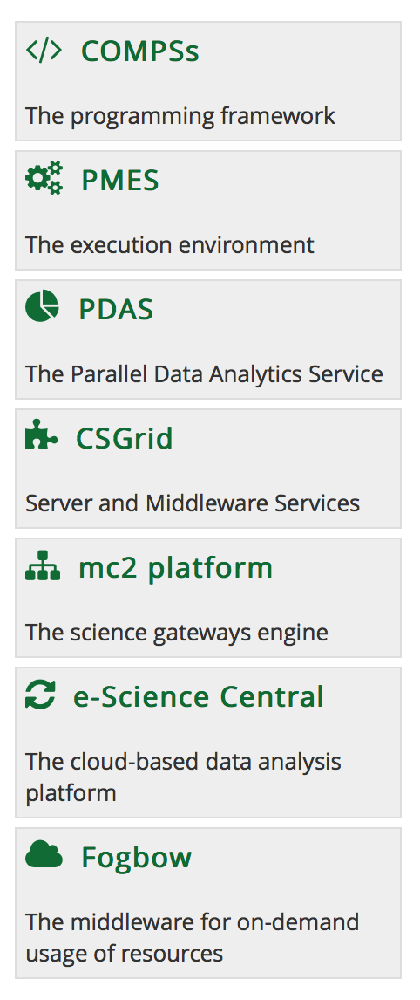 COMPSs
The programming framework
PMES
The execution environment
PDAS
The Parallel Data Analytics Service
CSGrid
Server and Middleware Services
mc2 platform
The science gateways engine
e-Science Central
The cloud-based data analysis
platform
Fogbow
The middleware for on-demand
usage of resources